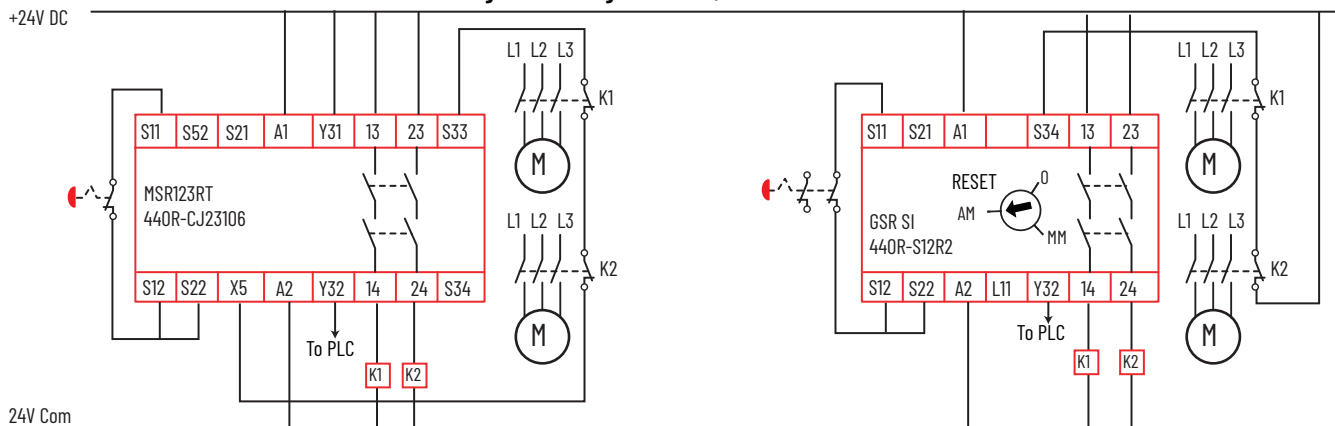 +24V DC
L1 L2 L3
K1
S11 S52 S21 A1 Y31 13 23 S33
M
MSR123RT
440R-CJ23106
L1 L2 L3
K2
S12 S22 X5 A2 Y32 14 24 S34
M
To PLC
K1 K2
24V Com
L1 L2 L3
K1
S11 S21 A1 S34 13 23
M
RESET 0
AM
MM
GSR SI
440R-S12R2
L1 L2 L3
K2
S12 S22 A2 L11 Y32 14 24
M
To PLC
K1 K2